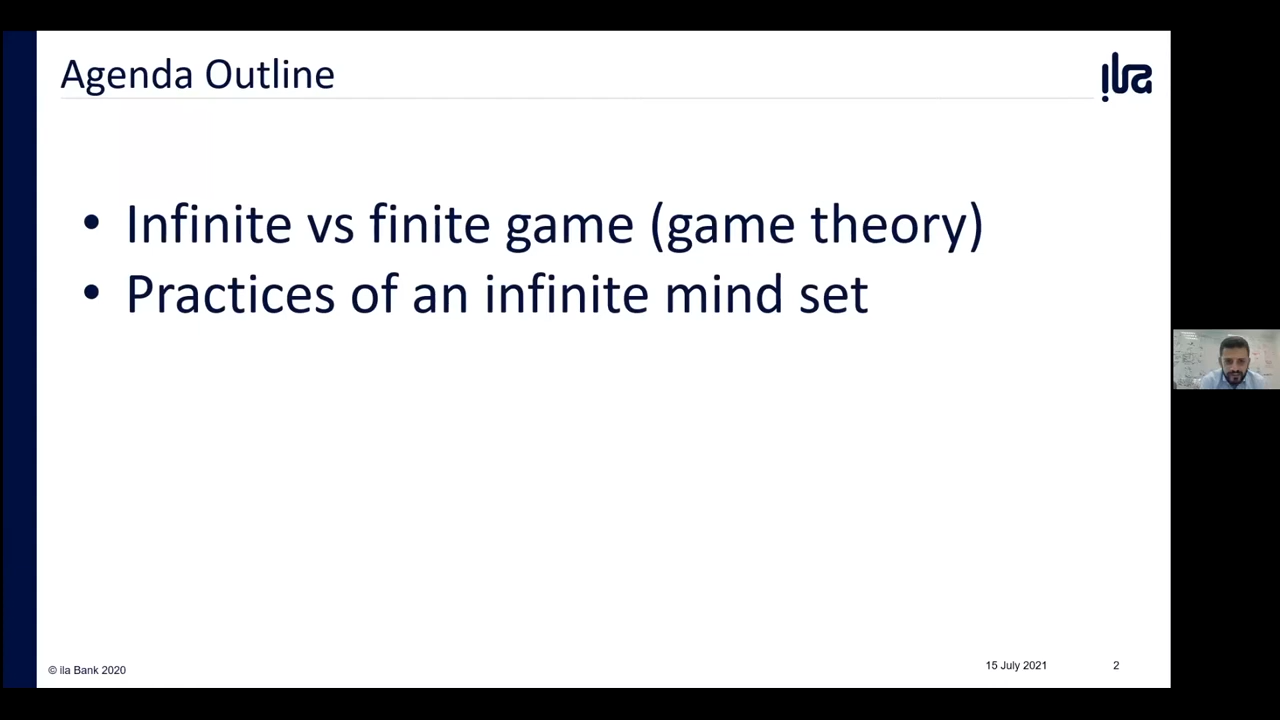 Agenda Outline
ila
• Infinite vs finite game (game theory)
• Practices of an infinite mind set
© ila Bank 2020
15 July 2021
2